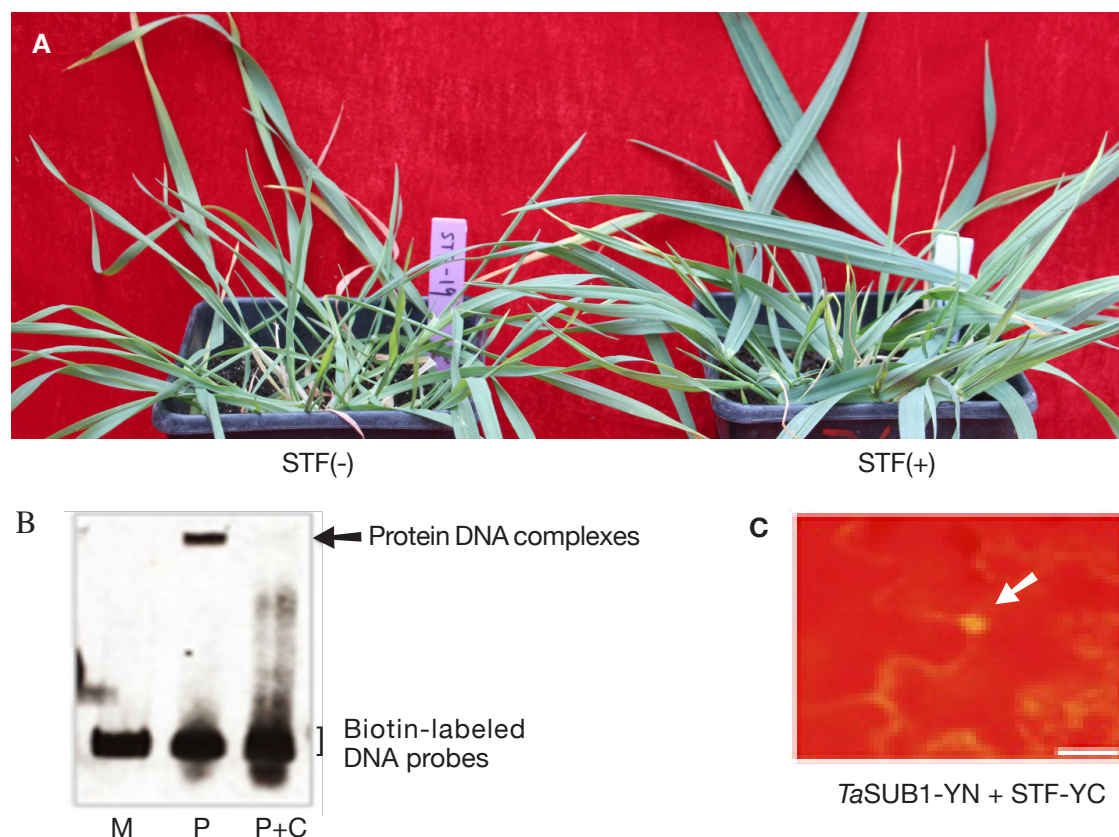 A
STF(-)
STF(+)
B
Protein DNA complexes
Biotin-labeled
DNA probes
M P P+C
C
TaSUB1-YN + STF-YC